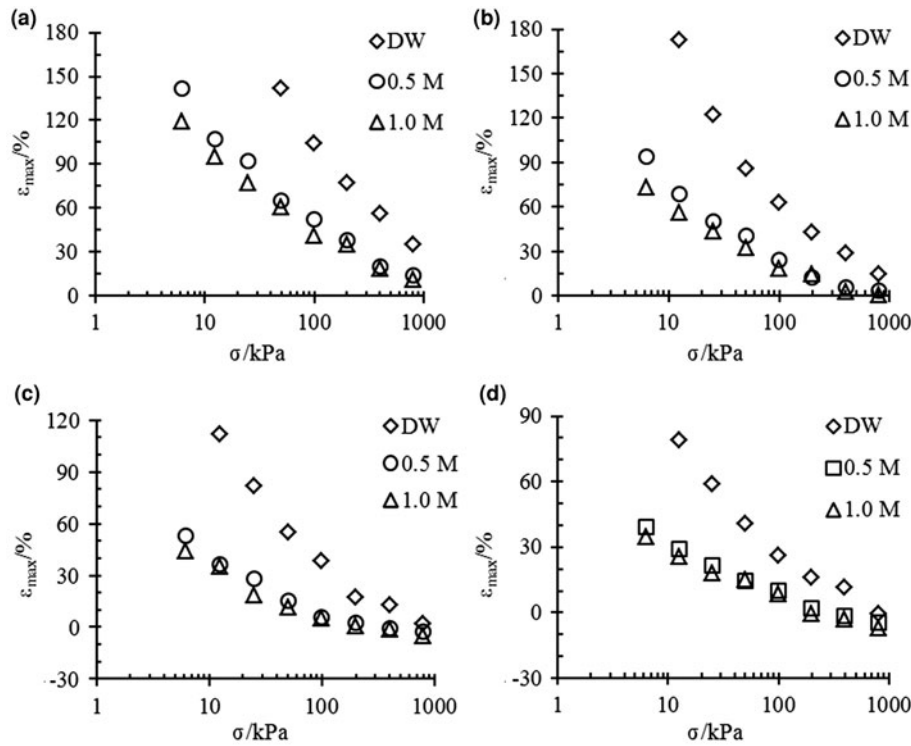 (a)
180
150
120
90
60
30
0
εmax/%
◇ DW
○ 0.5 M
△ 1.0 M
1 10 100 1000
σ/kPa
(b)
180
150
120
90
60
30
0
εmax/%
◇ DW
○ 0.5 M
△ 1.0 M
1 10 100 1000
σ/kPa
(c)
120
90
60
30
0
-30
εmax/%
◇ DW
○ 0.5 M
△ 1.0 M
1 10 100 1000
σ/kPa
(d)
90
60
30
0
-30
εmax/%
◇ DW
□ 0.5 M
△ 1.0 M
1 10 100 1000
σ/kPa